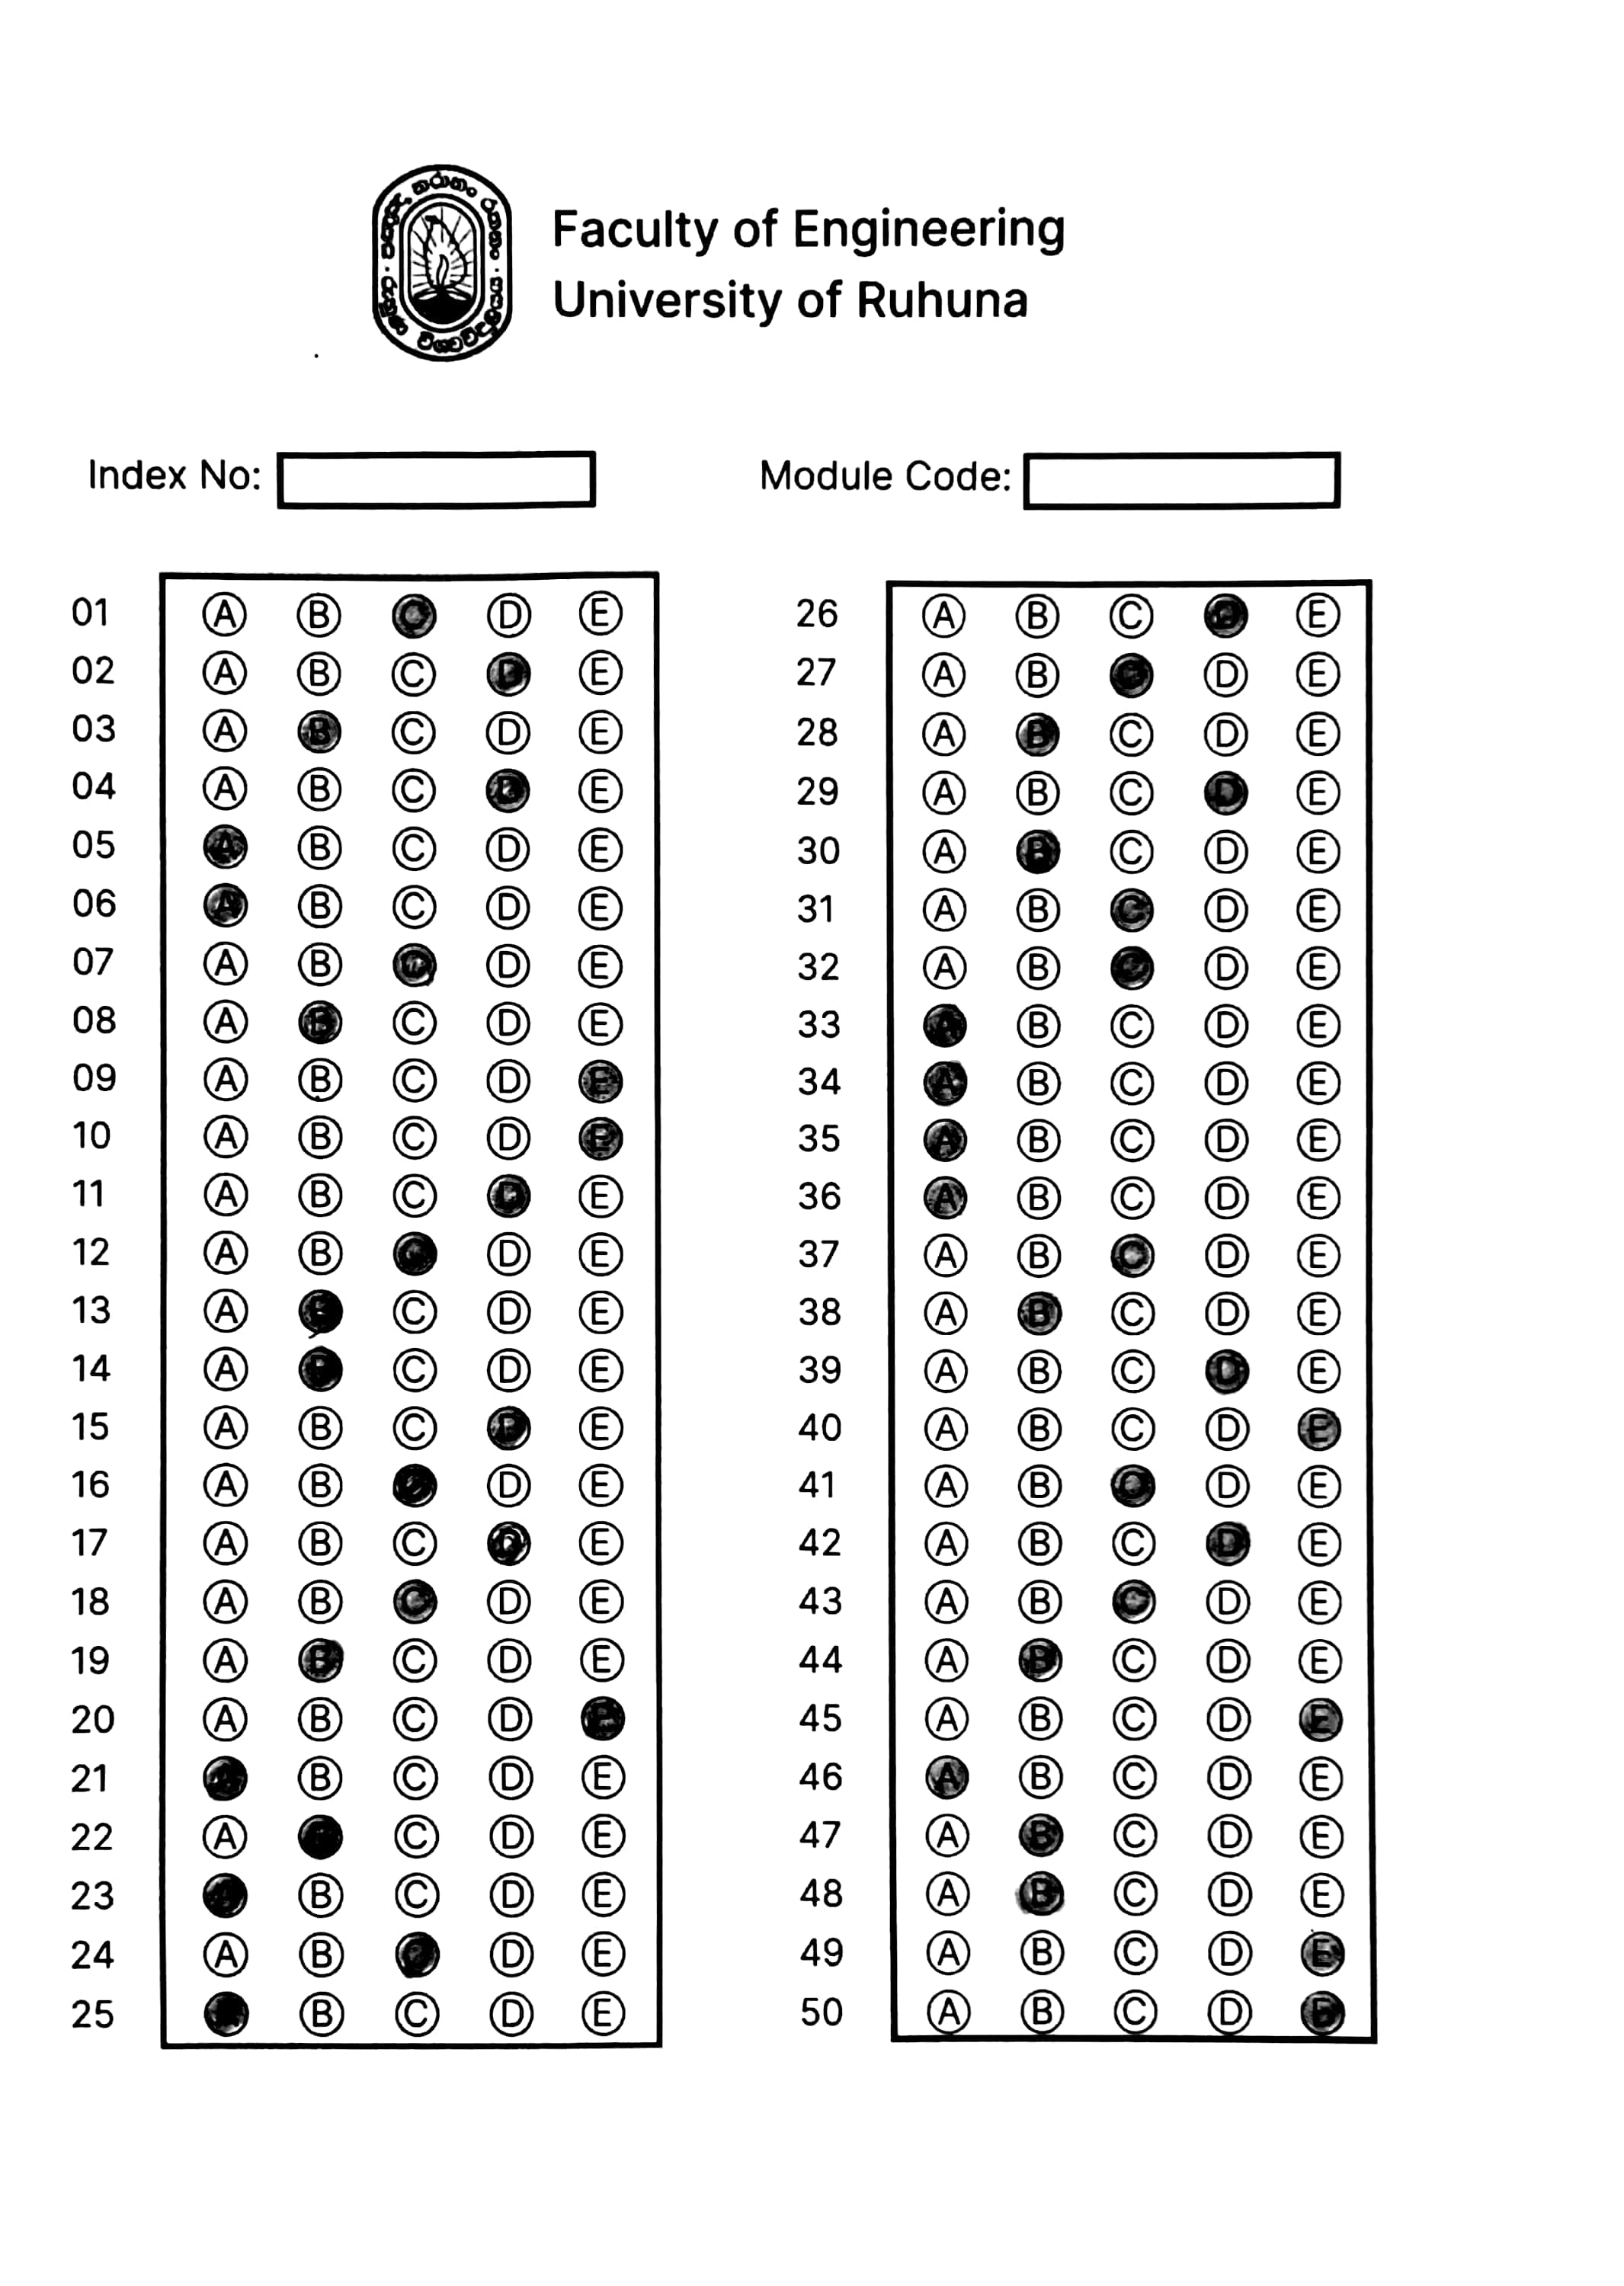 Faculty of Engineering
University of Ruhuna
Index No:
Module Code:
01 A B C D E
02 A B C D E
03 A B C D E
04 A B C D E
05 A B C D E
06 A B C D E
07 A B C D E
08 A B C D E
09 A B C D E
10 A B C D E
11 A B C D E
12 A B C D E
13 A B C D E
14 A B C D E
15 A B C D E
16 A B C D E
17 A B C D E
18 A B C D E
19 A B C D E
20 A B C D E
21 A B C D E
22 A B C D E
23 A B C D E
24 A B C D E
25 A B C D E
26 A B C D E
27 A B C D E
28 A B C D E
29 A B C D E
30 A B C D E
31 A B C D E
32 A B C D E
33 A B C D E
34 A B C D E
35 A B C D E
36 A B C D E
37 A B C D E
38 A B C D E
39 A B C D E
40 A B C D E
41 A B C D E
42 A B C D E
43 A B C D E
44 A B C D E
45 A B C D E
46 A B C D E
47 A B C D E
48 A B C D E
49 A B C D E
50 A B C D E